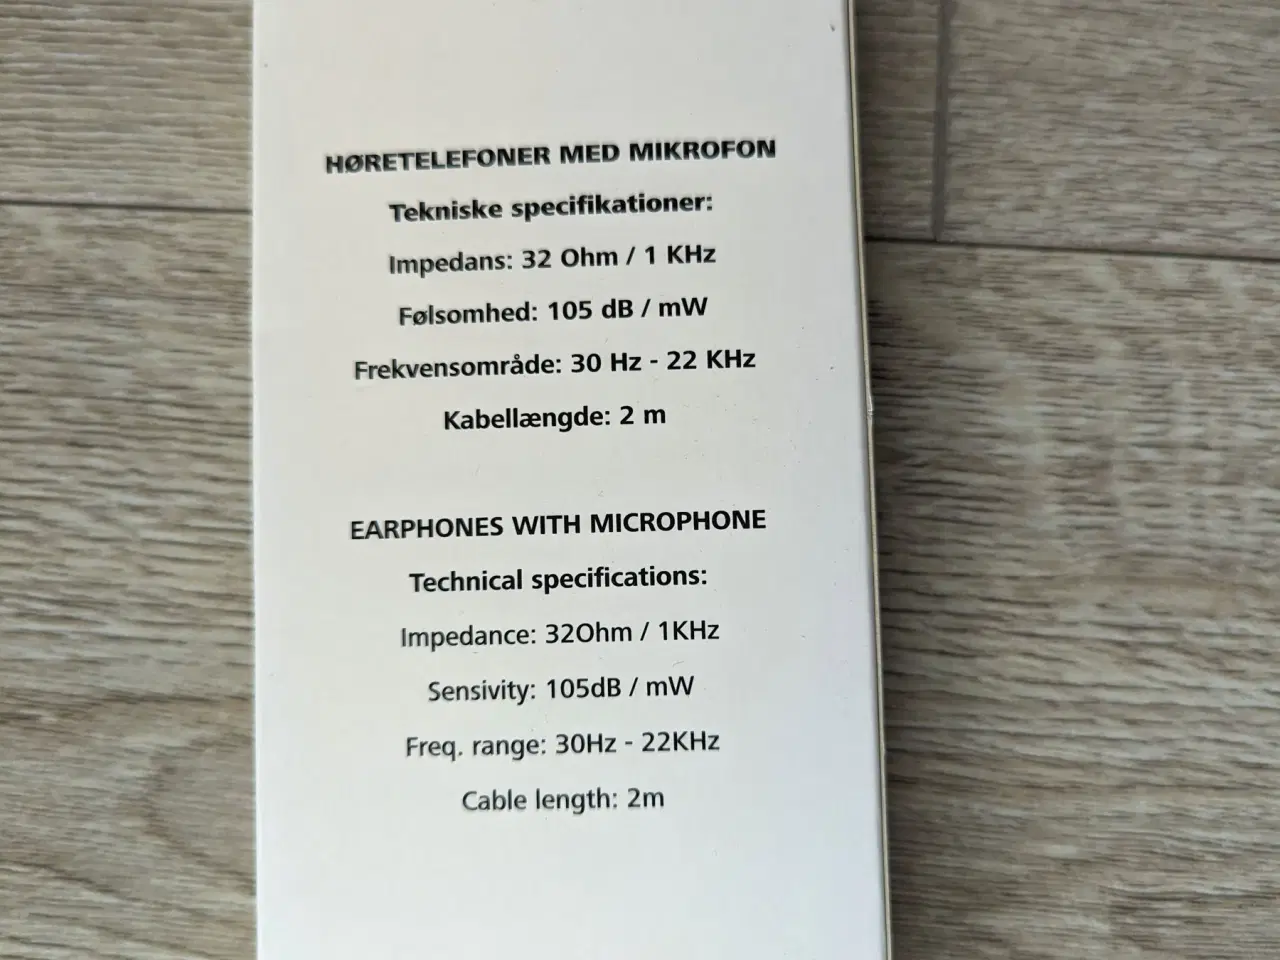 HØRETELEFONER MED MIKROFON
Tekniske specifikationer:
Impedans: 32 Ohm / 1 KHz
Følsomhed: 105 dB / mW
Frekvensområde: 30 Hz - 22 KHz
Kabellængde: 2 m
EARPHONES WITH MICROPHONE
Technical specifications:
Impedance: 32Ohm / 1KHz
Sensivity: 105dB / mW
Freq. range: 30Hz - 22KHz
Cable length: 2m